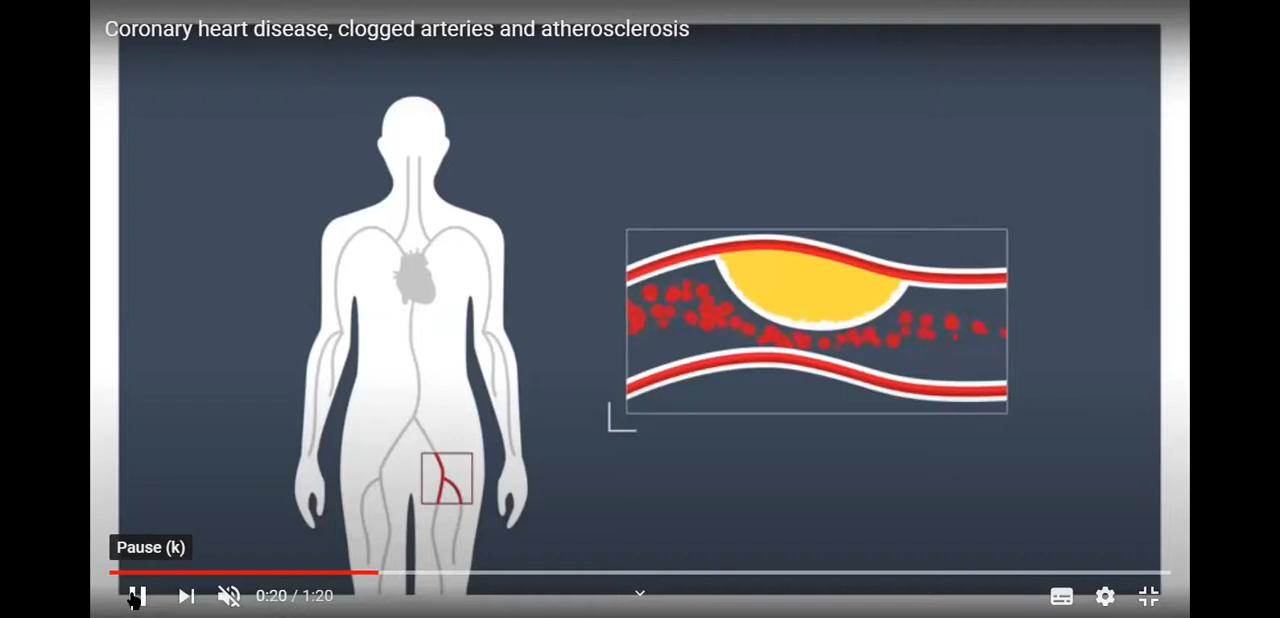 Coronary heart disease, clogged arteries and atherosclerosis
Pause (k)
0:20 / 1:20